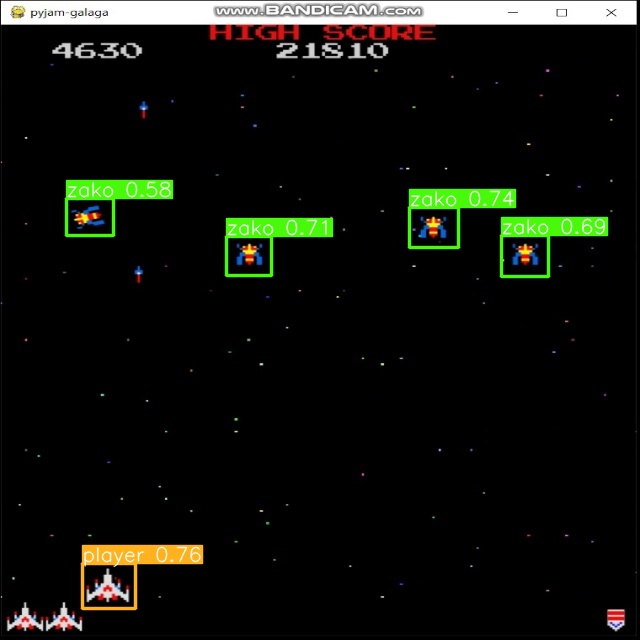 pyjam-galaga
www.BANDICAM.com
HIGH SCORE
4630 21810
zako 0.58
zako 0.74
zako 0.71
zako 0.69
player 0.76